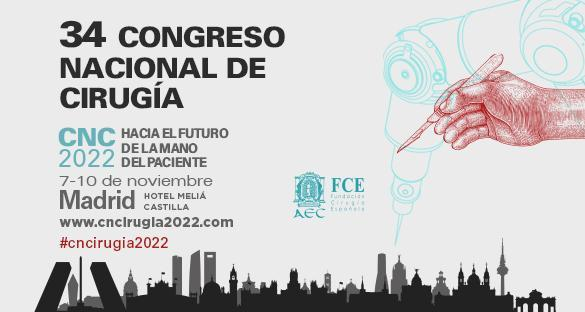 34 CONGRESO
NACIONAL DE
CIRUGÍA
CNC
2022
HACIA EL FUTURO
DE LA MANO
DEL PACIENTE
7-10 de noviembre
Madrid
HOTEL MELIÁ
CASTILLA
www.cncirugia2022.com
#cncirugia2022
AEC
FCE
Fundación
Cirugía
Española